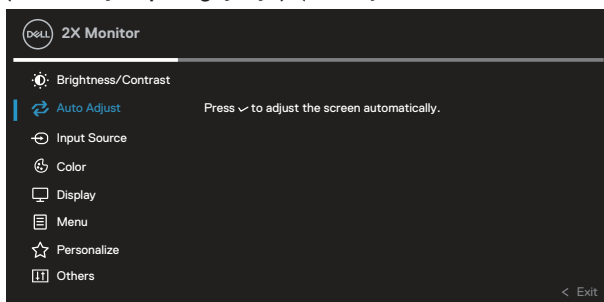 DELL 2X Monitor
Brightness/Contrast
Auto Adjust Press ✓ to adjust the screen automatically.
Input Source
Color
Display
Menu
Personalize
Others
< Exit